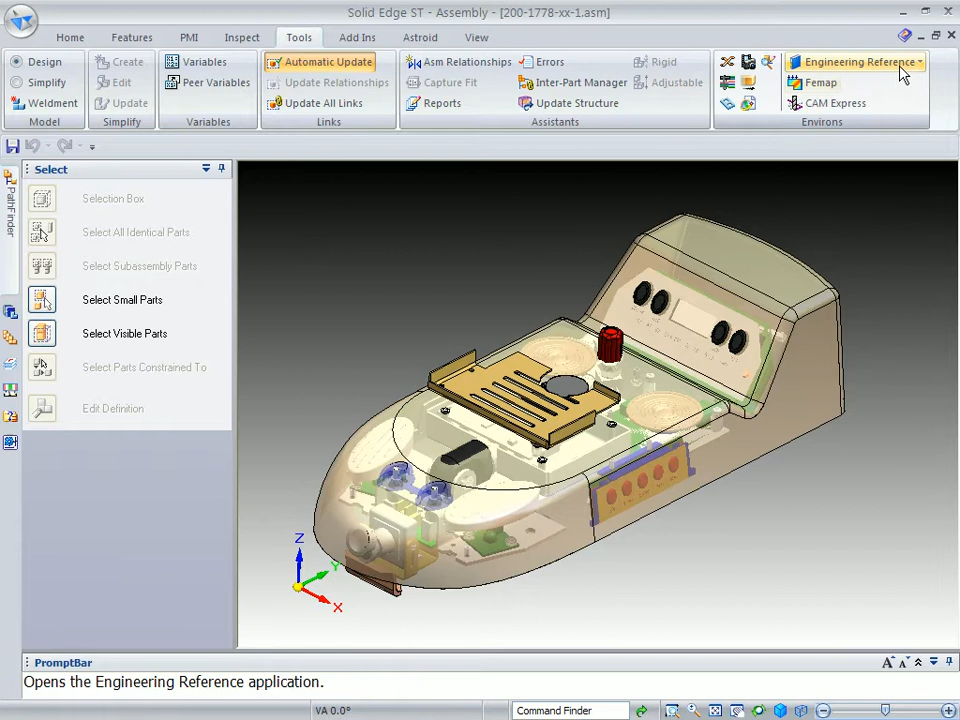 Solid Edge ST - Assembly - [200-1778-xx-1.asm]
Home Features PMI Inspect Tools Add Ins Astroid View
Design Create Variables Automatic Update Asm Relationships Errors Rigid Engineering Reference
Simplify Edit Peer Variables Update Relationships Capture Fit Inter-Part Manager Adjustable Femap
Weldment Update Update All Links Reports Update Structure CAM Express
Model Simplify Variables Links Assistants Environs
Select
PathFinder
Selection Box
Select All Identical Parts
Select Subassembly Parts
Select Small Parts
Select Visible Parts
Select Parts Constrained To
Edit Definition
Z
Y
X
PromptBar
Opens the Engineering Reference application.
VA 0.0° Command Finder